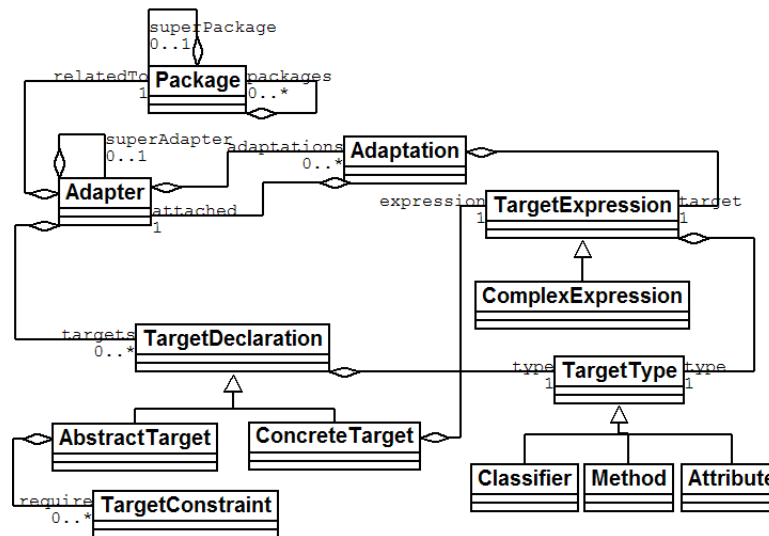 superPackage
0..1
relatedTo
Package
packages
1
0..*
superAdapter
0..1
adaptations
Adaptation
0..*
Adapter
attached
1
expression
TargetExpression
target
1
1
ComplexExpression
targets
TargetDeclaration
0..*
type
TargetType
type
1
1
AbstractTarget
ConcreteTarget
Classifier
Method
Attribute
require
TargetConstraint
0..*